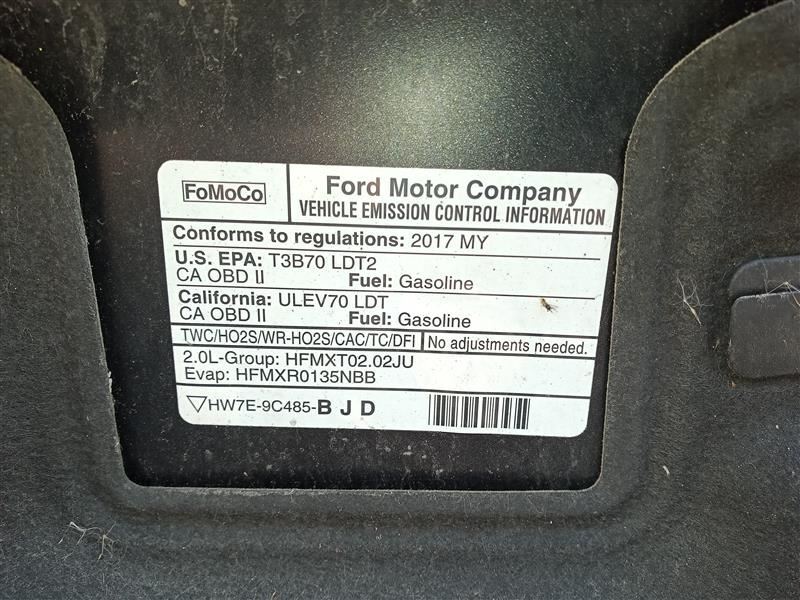 FoMoCo
Ford Motor Company
VEHICLE EMISSION CONTROL INFORMATION
Conforms to regulations: 2017 MY
U.S. EPA: T3B70 LDT2
CA OBD II Fuel: Gasoline
California: ULEV70 LDT
CA OBD II Fuel: Gasoline
TWC/HO2S/WR-HO2S/CAC/TC/DFI No adjustments needed.
2.0L-Group: HFMXT02.02JU
Evap: HFMXR0135NBB
HW7E-9C485-B J D